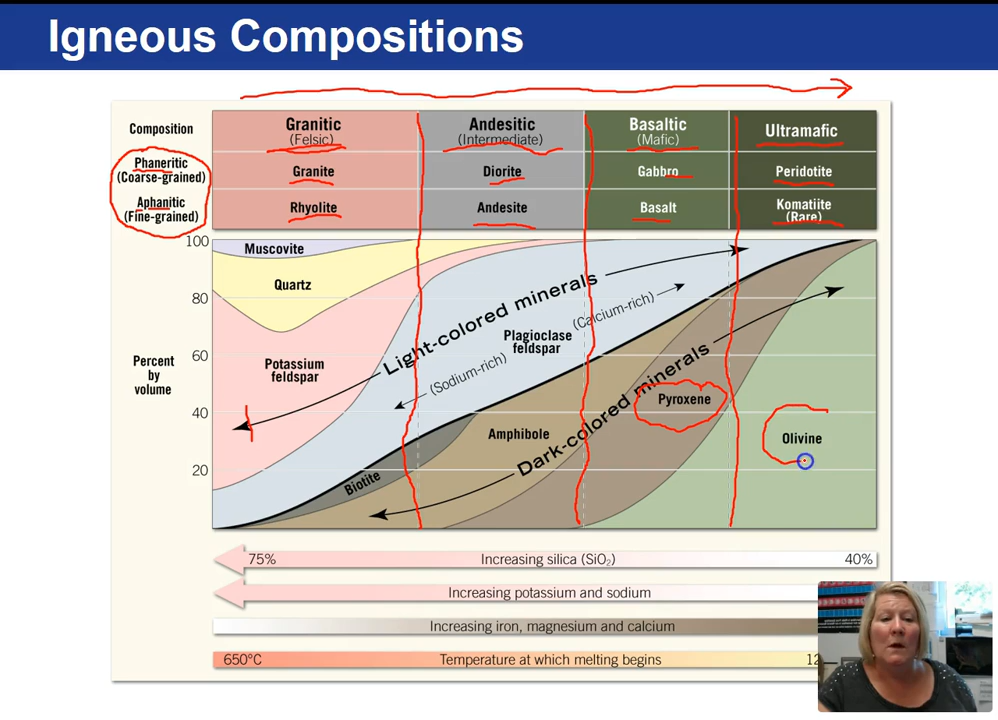 Igneous Compositions
Composition
Granitic
(Felsic)
Andesitic
(Intermediate)
Basaltic
(Mafic)
Ultramafic
Phaneritic
(Coarse-grained)
Granite
Diorite
Gabbro
Peridotite
Aphanitic
(Fine-grained)
Rhyolite
Andesite
Basalt
Komatiite
(Rare)
100
80
60
40
20
Percent
by
volume
Muscovite
Quartz
Potassium
feldspar
Light-colored minerals
(Calcium-rich)
Plagioclase
feldspar
(Sodium-rich)
Dark-colored minerals
Pyroxene
Amphibole
Olivine
Biotite
75% Increasing silica (SiO₂) 40%
Increasing potassium and sodium
Increasing iron, magnesium and calcium
650°C Temperature at which melting begins 12